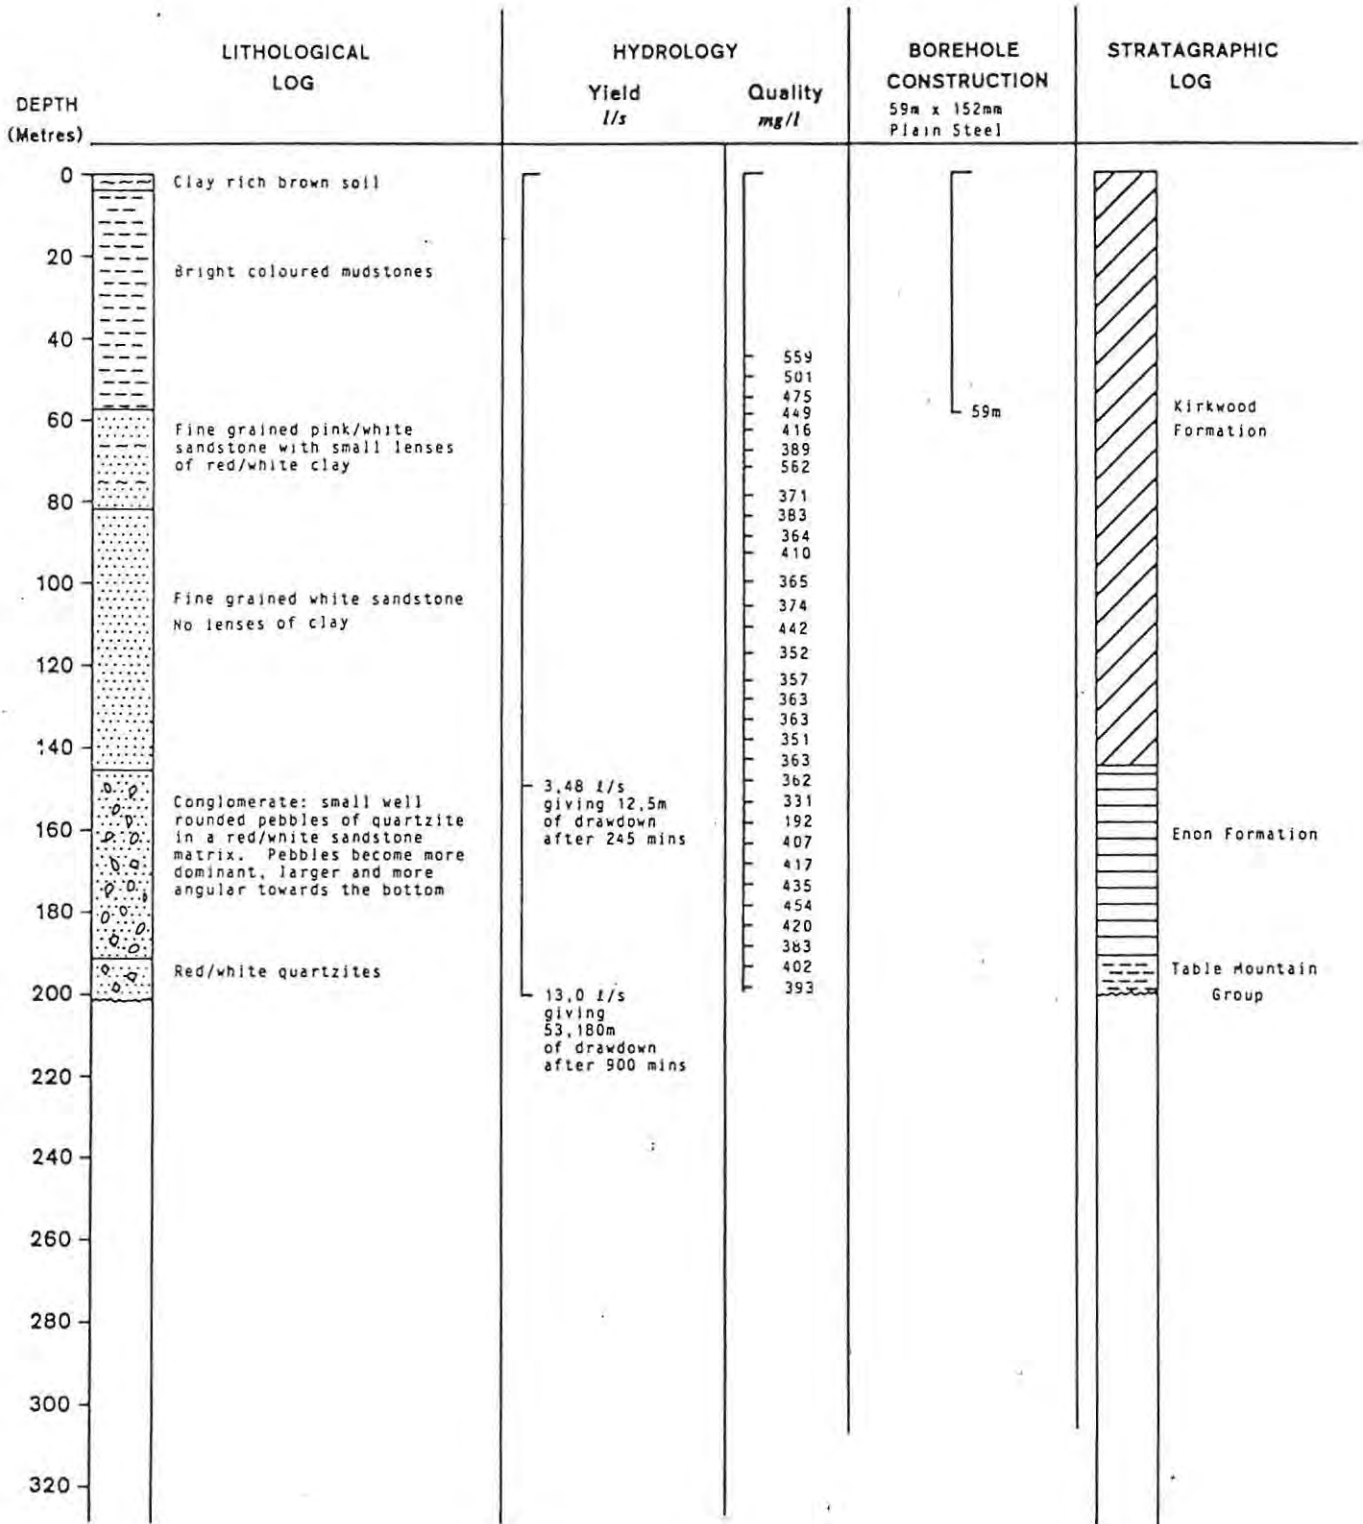 LITHOLOGICAL
LOG
HYDROLOGY
Yield
l/s
Quality
mg/l
BOREHOLE
CONSTRUCTION
59m x 152mm
Plain Steel
STRATAGRAPHIC
LOG
DEPTH
(Metres)
0
20
40
60
80
100
120
140
160
180
200
220
240
260
280
300
320
Clay rich brown soil
Bright coloured mudstones
Fine grained pink/white
sandstone with small lenses
of red/white clay
Fine grained white sandstone
No lenses of clay
Conglomerate: small well
rounded pebbles of quartzite
in a red/white sandstone
matrix. Pebbles become more
dominant, larger and more
angular towards the bottom
Red/white quartzites
3,48 l/s
giving 12,5m
of drawdown
after 245 mins
13,0 l/s
giving
53,180m
of drawdown
after 900 mins
559
501
475
449
416
389
562
371
383
364
410
365
374
442
352
357
363
363
351
363
362
331
192
407
417
435
454
420
383
402
393
59m
Kirkwood
Formation
Enon Formation
Table Mountain
Group